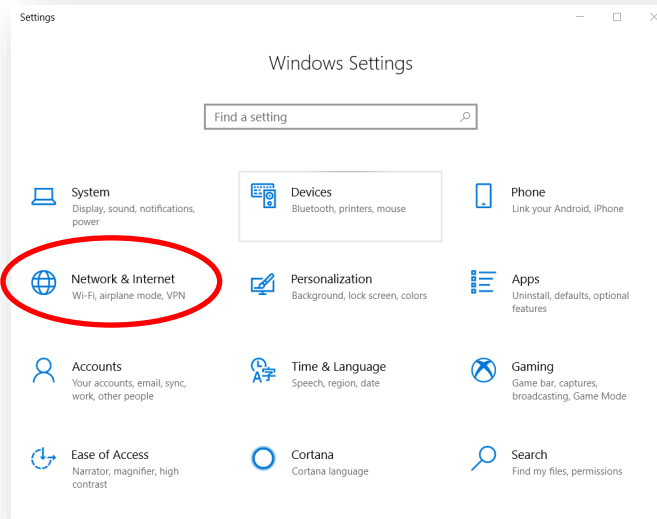 Settings
Windows Settings
Find a setting
System
Display, sound, notifications,
power
Devices
Bluetooth, printers, mouse
Phone
Link your Android, iPhone
Network & Internet
Wi-Fi, airplane mode, VPN
Personalization
Background, lock screen, colors
Apps
Uninstall, defaults, optional
features
Accounts
Your accounts, email, sync,
work, other people
Time & Language
Speech, region, date
Gaming
Game bar, captures,
broadcasting, Game Mode
Ease of Access
Narrator, magnifier, high
contrast
Cortana
Cortana language
Search
Find my files, permissions